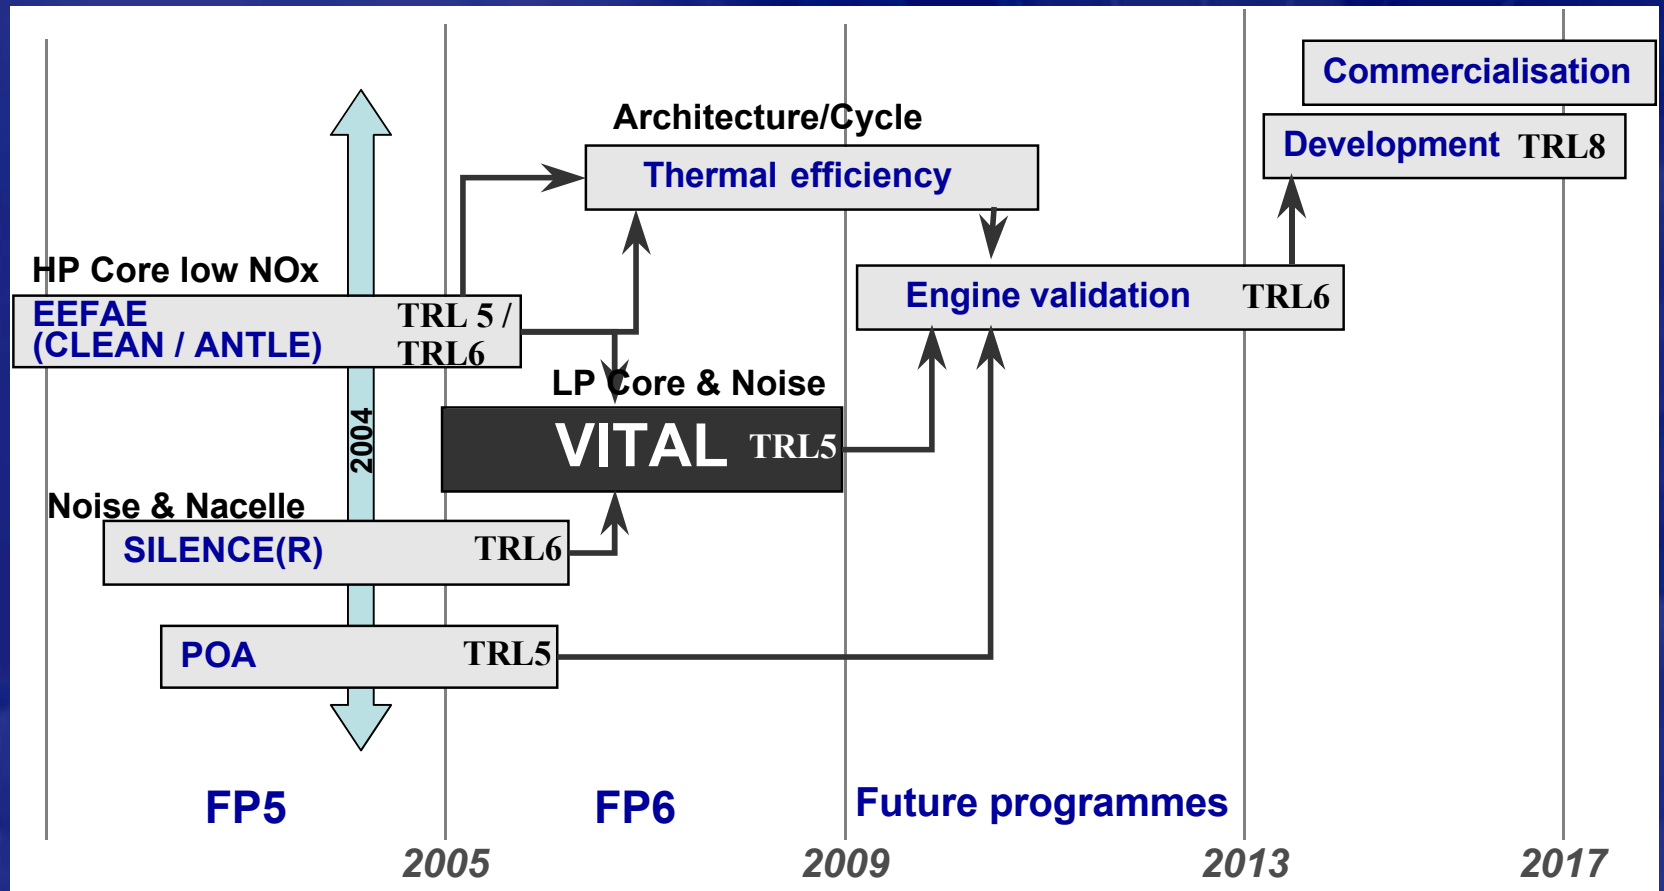 Commercialisation
Architecture/Cycle
Development TRL8
Thermal efficiency
HP Core low NOx
EEFAE TRL 5 /
(CLEAN / ANTLE) TRL6
Engine validation TRL6
LP Core & Noise
2004
VITAL TRL5
Noise & Nacelle
SILENCE(R) TRL6
POA TRL5
FP5 FP6 Future programmes
2005 2009 2013 2017